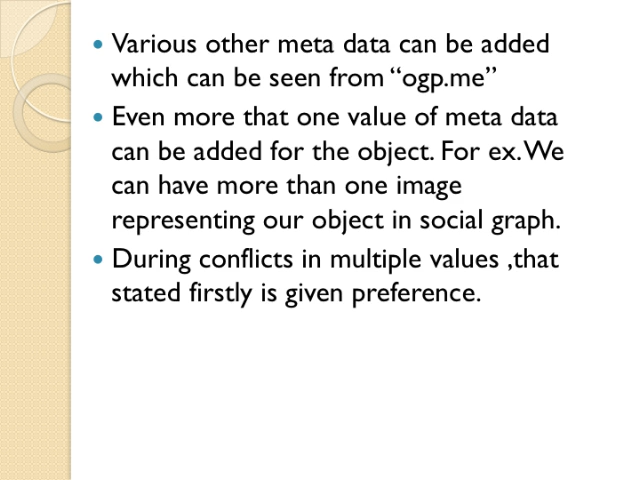 • Various other meta data can be added
which can be seen from “ogp.me”
• Even more that one value of meta data
can be added for the object. For ex. We
can have more than one image
representing our object in social graph.
• During conflicts in multiple values ,that
stated firstly is given preference.